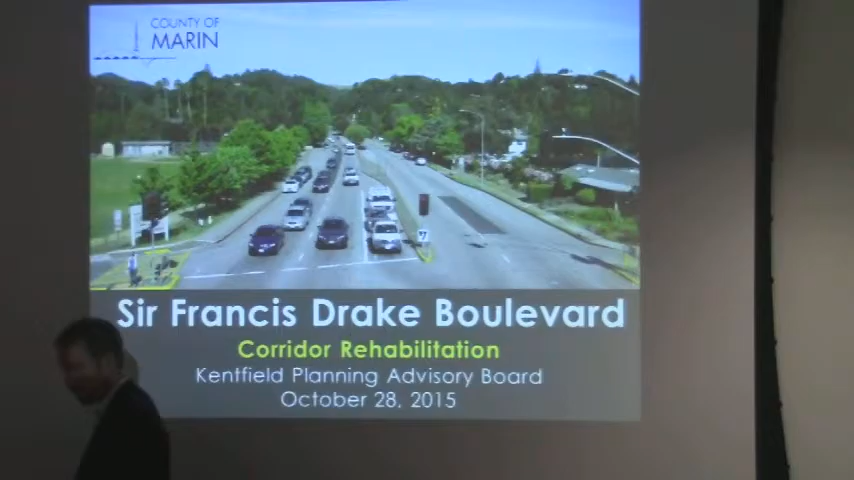 COUNTY OF
MARIN
Sir Francis Drake Boulevard
Corridor Rehabilitation
Kentfield Planning Advisory Board
October 28, 2015